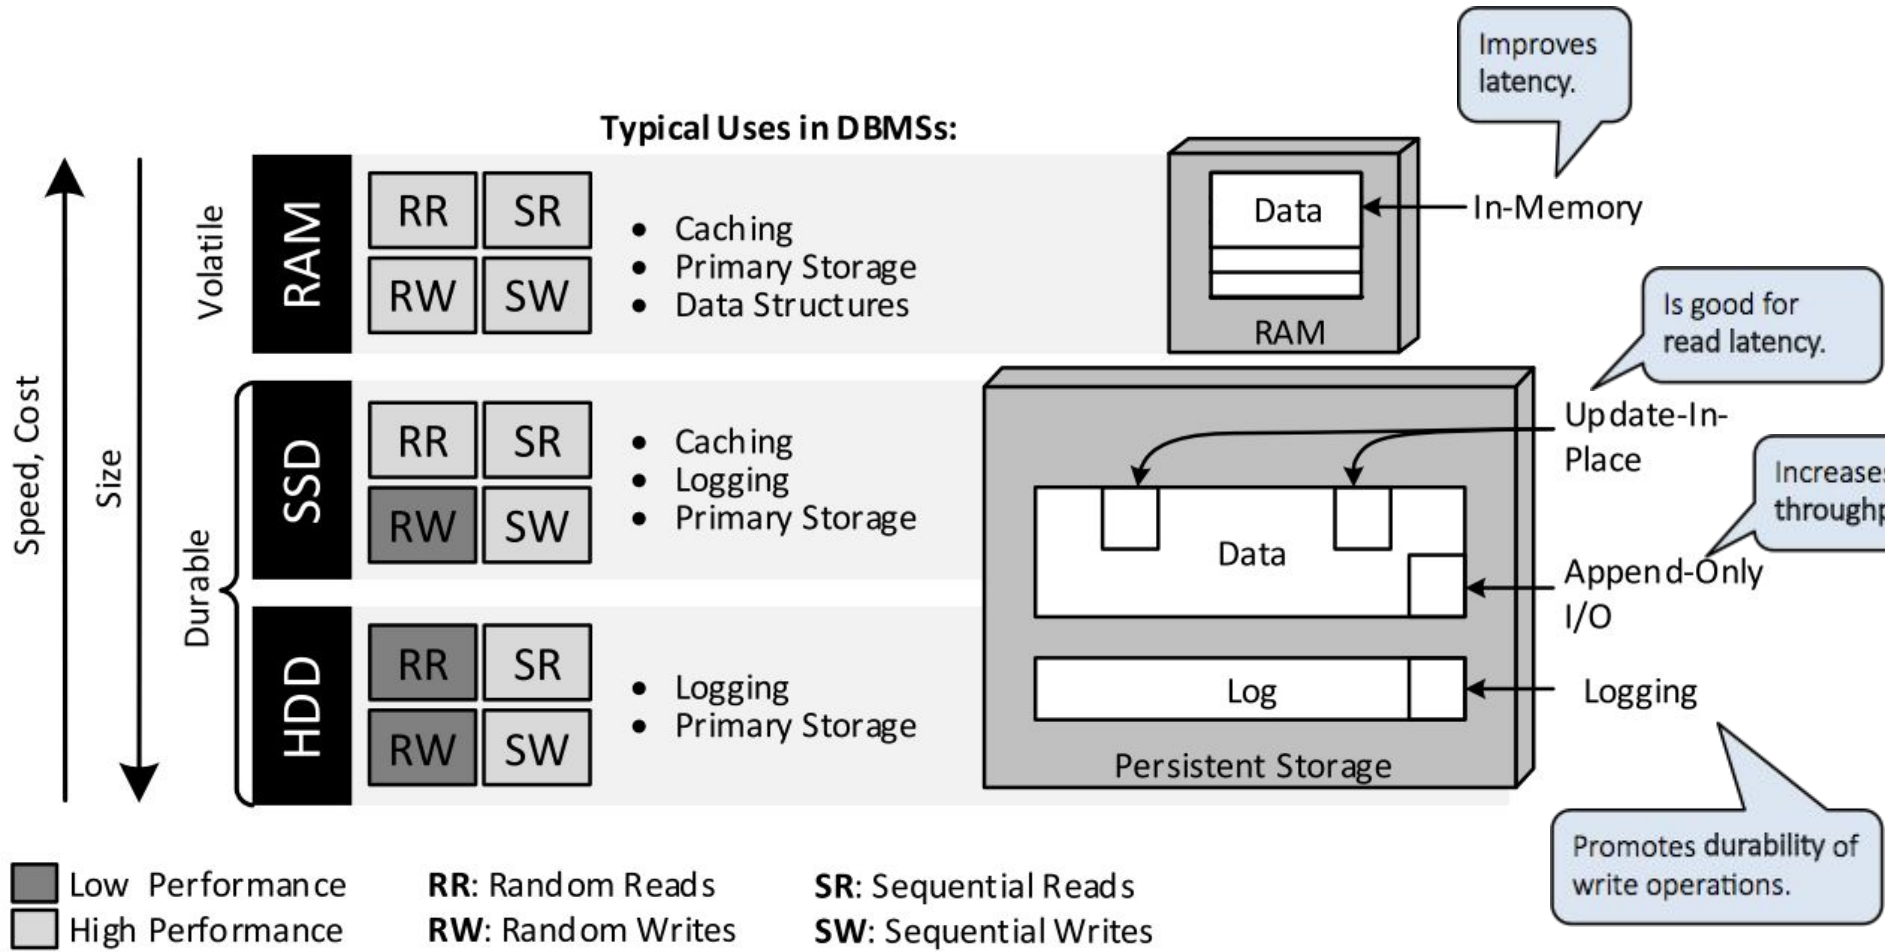 Improves
latency.
Typical Uses in DBMSs:
Speed, Cost
Size
Volatile
RAM
RR
SR
RW
SW
• Caching
• Primary Storage
• Data Structures
Data
RAM
In-Memory
Is good for
read latency.
Durable
SSD
RR
SR
RW
SW
• Caching
• Logging
• Primary Storage
Update-In-
Place
Increases
Data
Append-Only
I/O
HDD
RR
SR
RW
SW
• Logging
• Primary Storage
Log
Logging
Persistent Storage
Promotes durability of
write operations.
Low Performance
High Performance
RR: Random Reads
RW: Random Writes
SR: Sequential Reads
SW: Sequential Writes